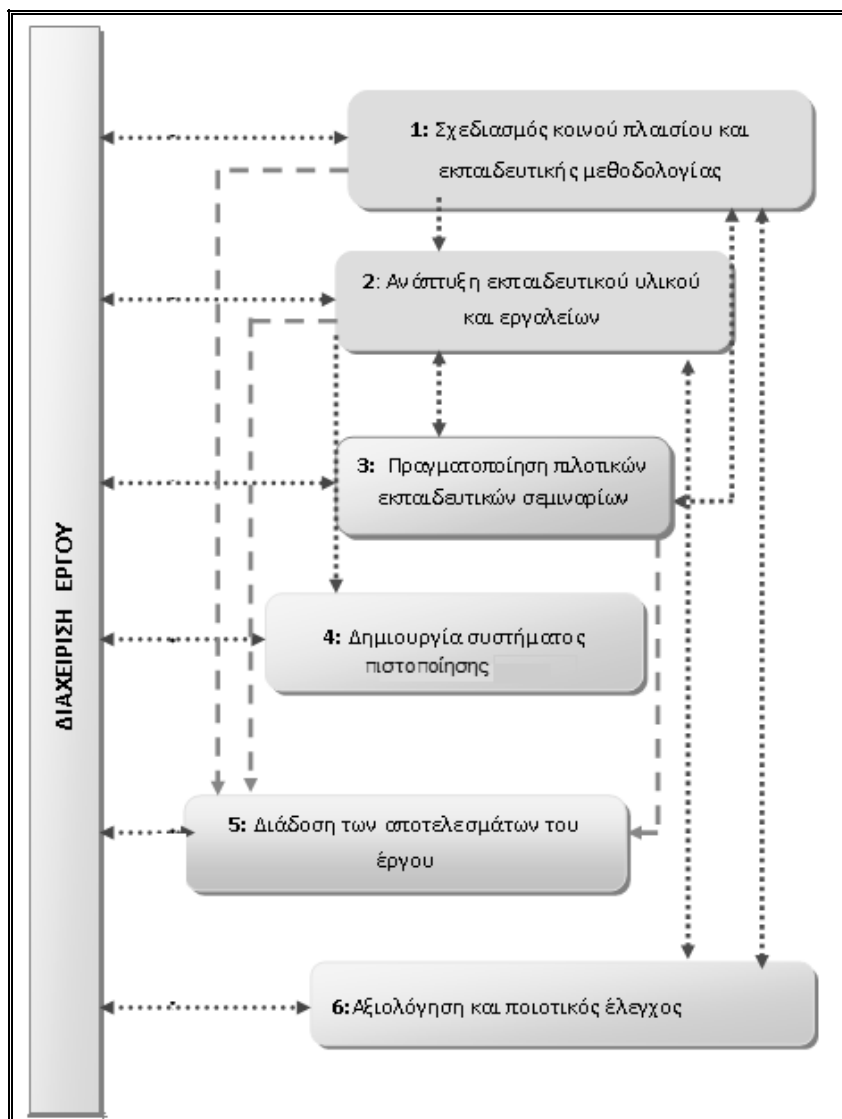 ΔΙΑΧΕΙΡΙΣΗ ΕΡΓΟΥ
1: Σχεδιασμός κοινού πλαισίου και
εκπαιδευτικής μεθοδολογίας
2: Ανάπτυξη εκπαιδευτικού υλικού
και εργαλείων
3: Πραγματοποίηση πιλοτικών
εκπαιδευτικών σεμιναρίων
4: Δημιουργία συστήματος
πιστοποίησης
5: Διάδοση των αποτελεσμάτων του
έργου
6:Αξιολόγηση και ποιοτικός έλεγχος